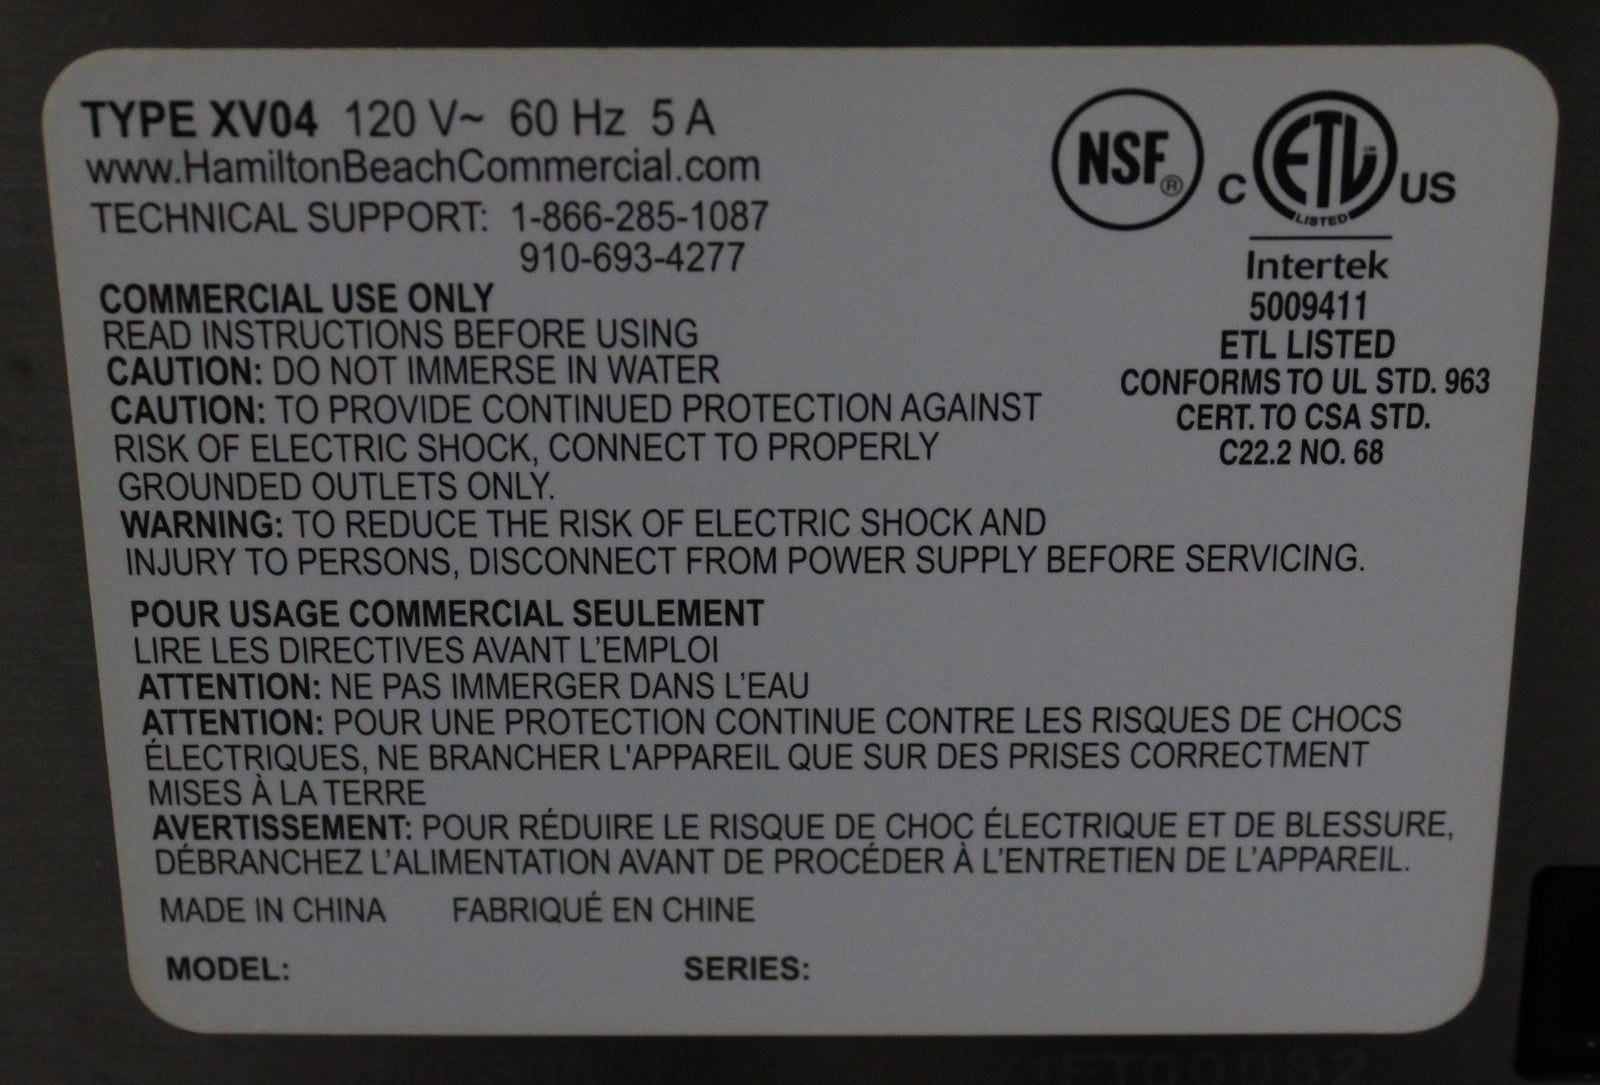 TYPE XV04 120 V~ 60 Hz 5 A
www.HamiltonBeachCommercial.com
TECHNICAL SUPPORT: 1-866-285-1087
910-693-4277
COMMERCIAL USE ONLY
READ INSTRUCTIONS BEFORE USING
CAUTION: DO NOT IMMERSE IN WATER
CAUTION: TO PROVIDE CONTINUED PROTECTION AGAINST
RISK OF ELECTRIC SHOCK, CONNECT TO PROPERLY
GROUNDED OUTLETS ONLY.
WARNING: TO REDUCE THE RISK OF ELECTRIC SHOCK AND
INJURY TO PERSONS, DISCONNECT FROM POWER SUPPLY BEFORE SERVICING.
NSF®
C ETL CM US
LISTED
Intertek
5009411
ETL LISTED
CONFORMS TO UL STD. 963
CERT. TO CSA STD.
C22.2 NO. 68
POUR USAGE COMMERCIAL SEULEMENT
LIRE LES DIRECTIVES AVANT L'EMPLOI
ATTENTION: NE PAS IMMERGER DANS L'EAU
ATTENTION: POUR UNE PROTECTION CONTINUE CONTRE LES RISQUES DE CHOCS
ÉLECTRIQUES, NE BRANCHER L'APPAREIL QUE SUR DES PRISES CORRECTMENT
MISES À LA TERRE
AVERTISSEMENT: POUR RÉDUIRE LE RISQUE DE CHOC ÉLECTRIQUE ET DE BLESSURE,
DÉBRANCHEZ L'ALIMENTATION AVANT DE PROCÉDER À L'ENTRETIEN DE L'APPAREIL.
MADE IN CHINA FABRIQUÉ EN CHINE
MODEL: SERIES: